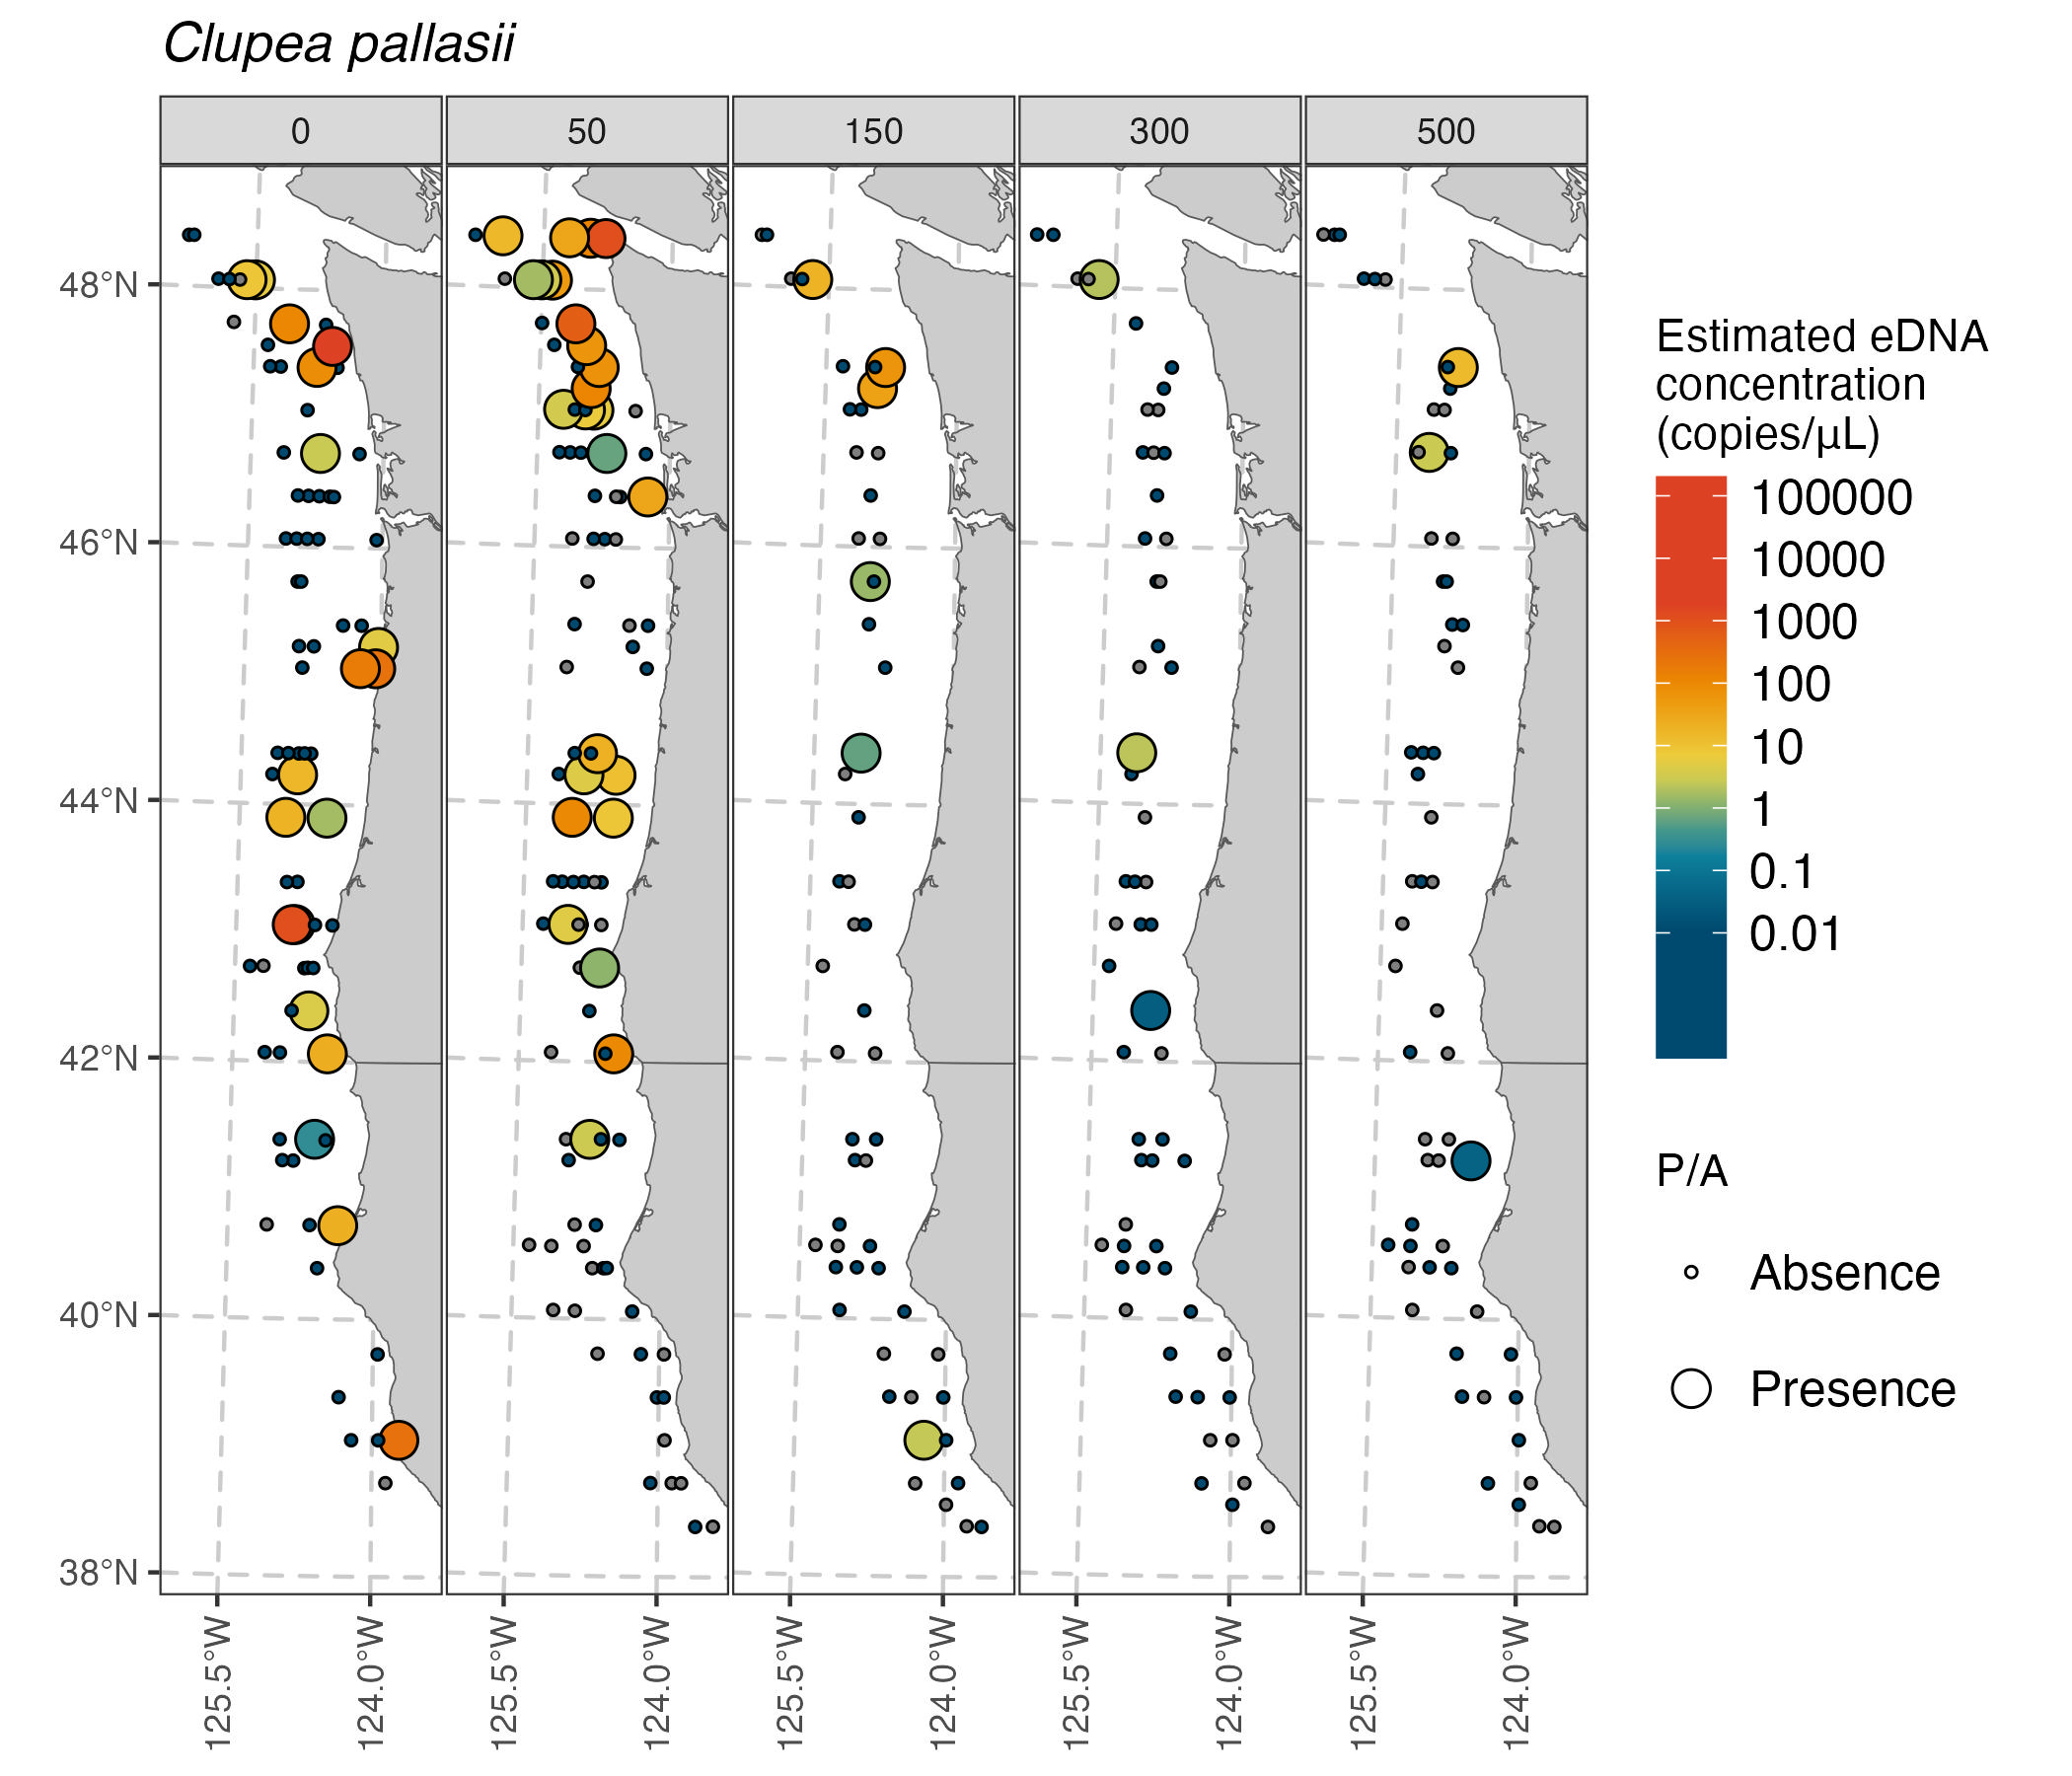 Clupea pallasii
0
50
150
300
500
48°N
46°N
44°N
42°N
40°N
38°N
125.5°W
124.0°W
125.5°W
124.0°W
125.5°W
124.0°W
125.5°W
124.0°W
125.5°W
124.0°W
Estimated eDNA
concentration
(copies/μL)
100000
10000
1000
100
10
1
0.1
0.01
P/A
Absence
Presence